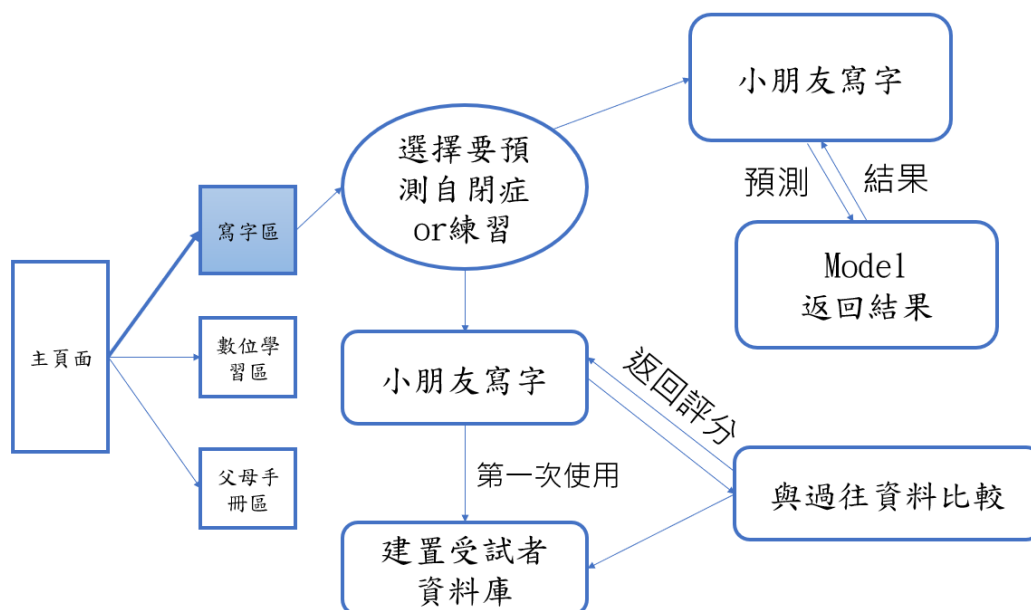 主頁面
寫字區
數位學
習區
父母手
冊區
選擇要預
測自閉症
or練習
小朋友寫字
預測
結果
Model
返回結果
小朋友寫字
返回評分
第一次使用
與過往資料比較
建置受試者
資料庫